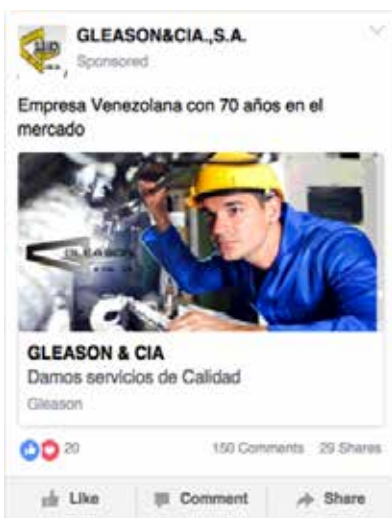 GLEASON&CIA.,S.A.
Sponsored
Empresa Venezolana con 70 años en el
mercado
GLEASON
GLEASON & CIA
Damos servicios de Calidad
Gleason
20
150 Comments 29 Shares
Like Comment Share